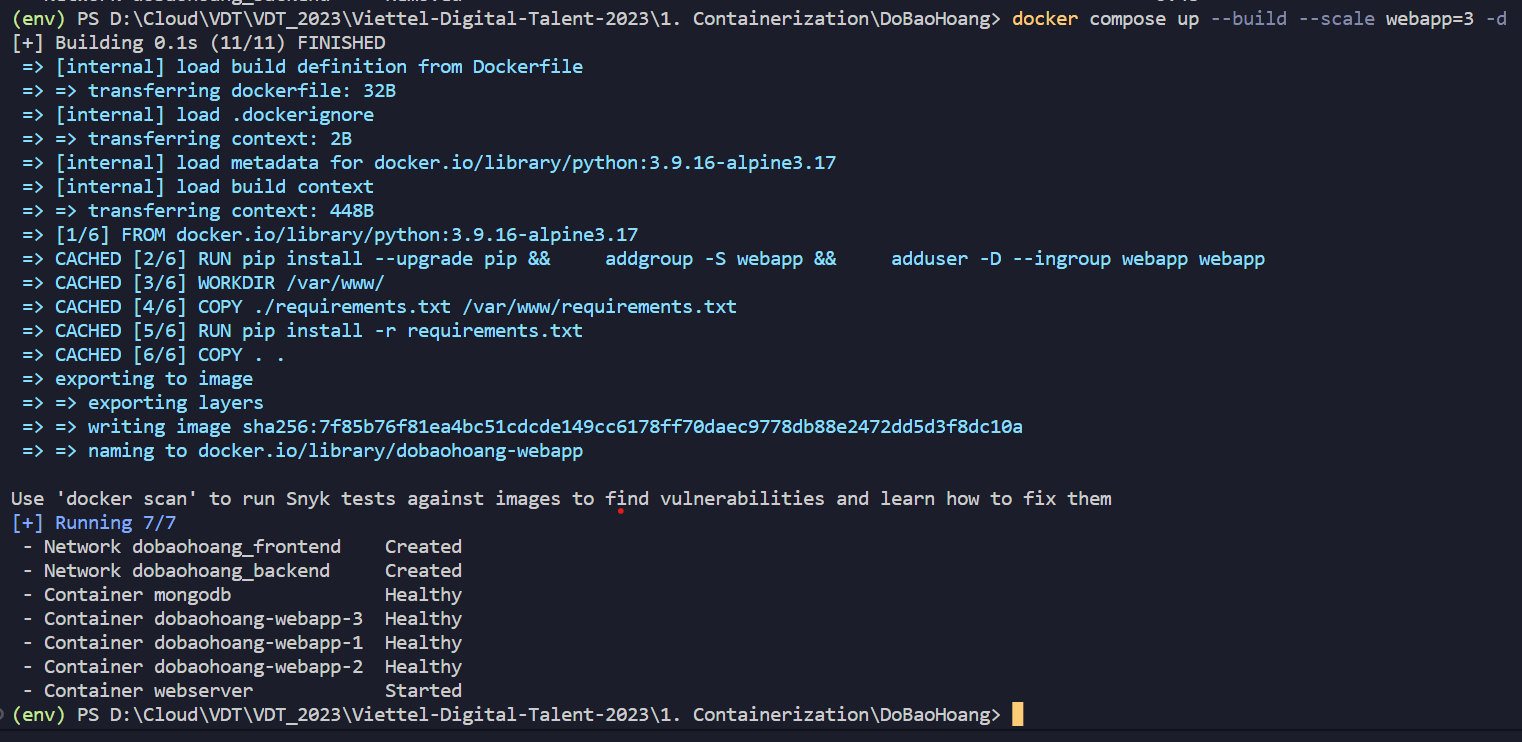 (env) PS D:\Cloud\VDT\VDT_2023\Viettel-Digital-Talent-2023\1. Containerization\DoBaoHoang> docker compose up --build --scale webapp=3 -d
[+] Building 0.1s (11/11) FINISHED
=> [internal] load build definition from Dockerfile
=> => transferring dockerfile: 32B
=> [internal] load .dockerignore
=> => transferring context: 2B
=> [internal] load metadata for docker.io/library/python:3.9.16-alpine3.17
=> [internal] load build context
=> => transferring context: 448B
=> [1/6] FROM docker.io/library/python:3.9.16-alpine3.17
=> CACHED [2/6] RUN pip install --upgrade pip &&     addgroup -S webapp &&     adduser -D --ingroup webapp webapp
=> CACHED [3/6] WORKDIR /var/www/
=> CACHED [4/6] COPY ./requirements.txt /var/www/requirements.txt
=> CACHED [5/6] RUN pip install -r requirements.txt
=> CACHED [6/6] COPY . .
=> exporting to image
=> => exporting layers
=> => writing image sha256:7f85b76f81ea4bc51cdcde149cc6178ff70daec9778db88e2472dd5d3f8dc10a
=> => naming to docker.io/library/dobaohoang-webapp
Use 'docker scan' to run Snyk tests against images to find vulnerabilities and learn how to fix them
[+] Running 7/7
- Network dobaohoang_frontend    Created
- Network dobaohoang_backend     Created
- Container mongodb              Healthy
- Container dobaohoang-webapp-3  Healthy
- Container dobaohoang-webapp-1  Healthy
- Container dobaohoang-webapp-2  Healthy
- Container webserver            Started
(env) PS D:\Cloud\VDT\VDT_2023\Viettel-Digital-Talent-2023\1. Containerization\DoBaoHoang>